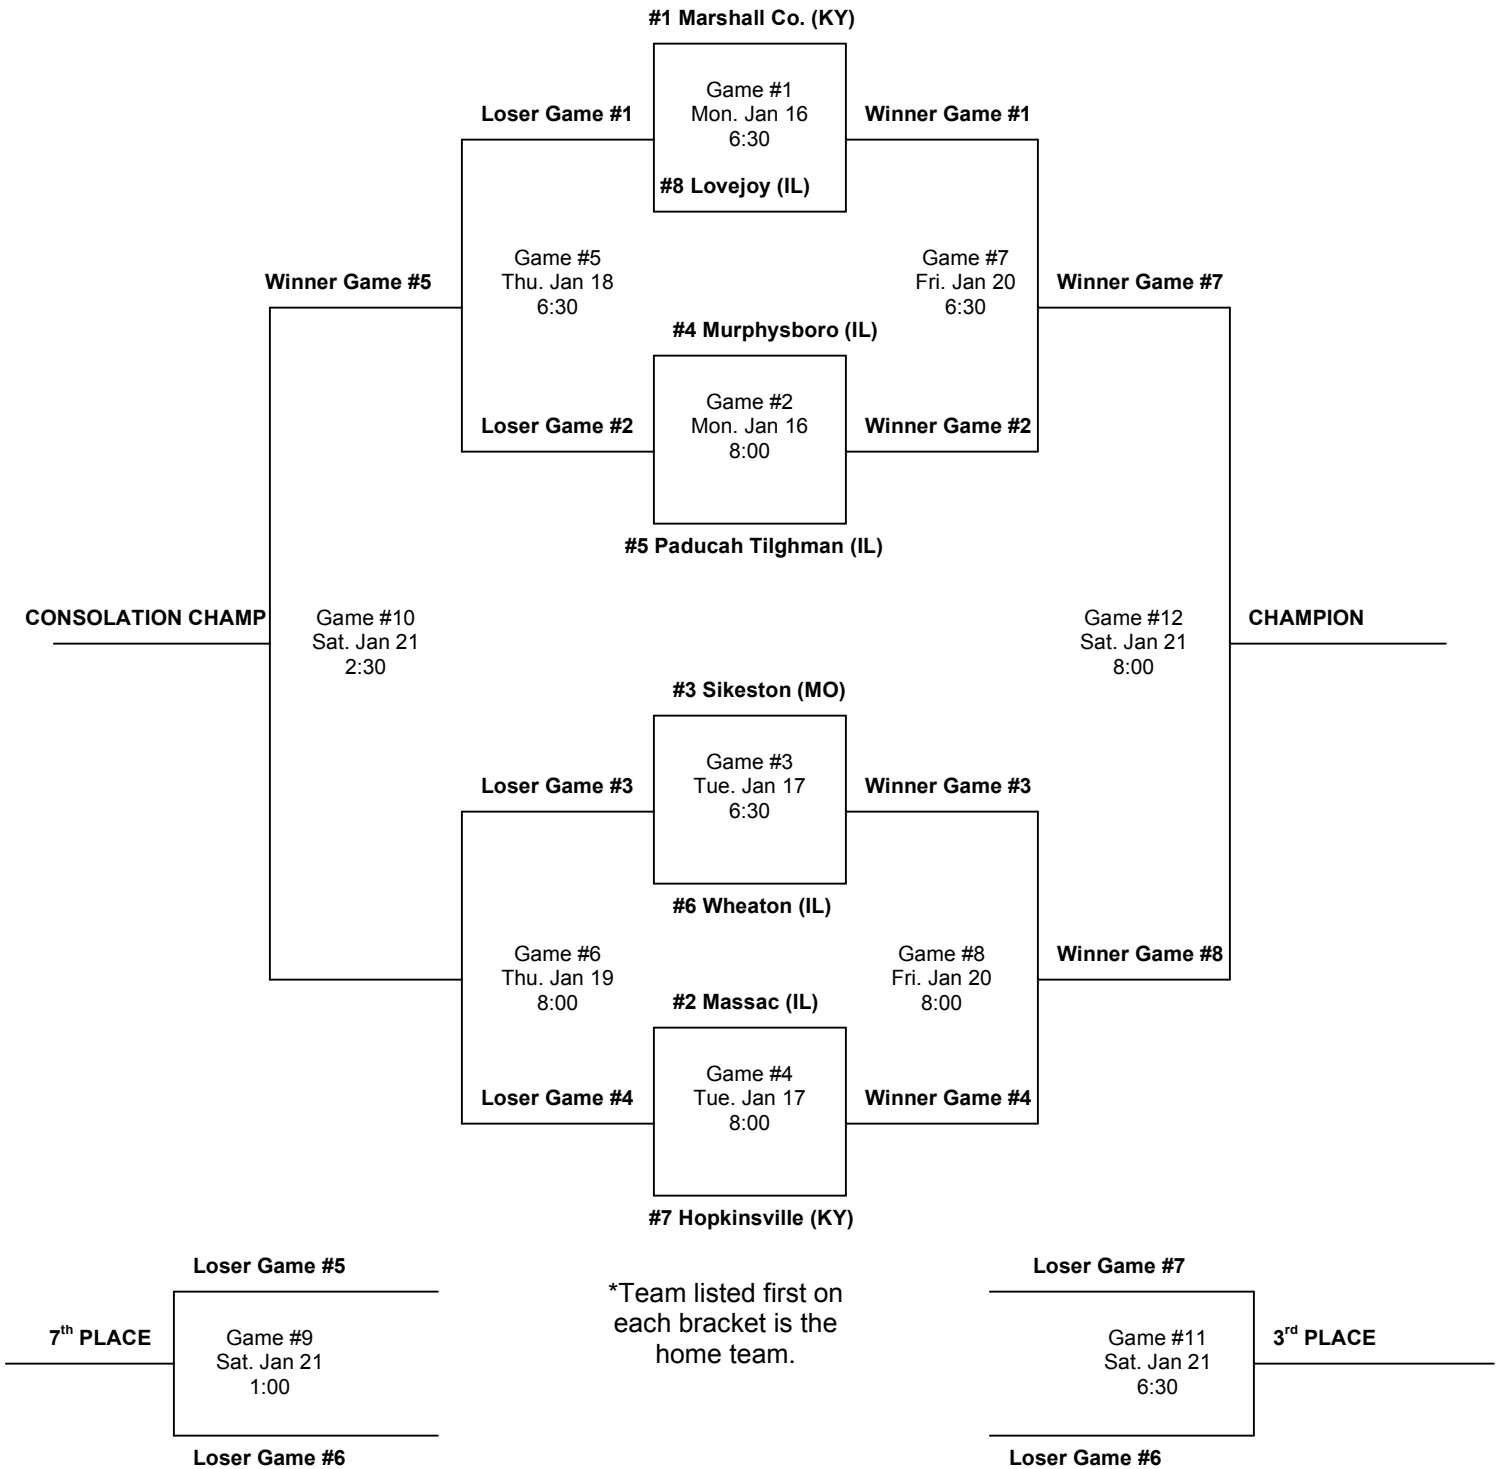 #1 Marshall Co. (KY)
Game #1
Mon. Jan 16
6:30
Loser Game #1
Winner Game #1
#8 Lovejoy (IL)
Game #5
Thu. Jan 18
6:30
Game #7
Fri. Jan 20
6:30
Winner Game #5
Winner Game #7
#4 Murphysboro (IL)
Game #2
Mon. Jan 16
8:00
Loser Game #2
Winner Game #2
#5 Paducah Tilghman (IL)
CONSOLATION CHAMP
Game #10
Sat. Jan 21
2:30
Game #12
Sat. Jan 21
8:00
CHAMPION
#3 Sikeston (MO)
Game #3
Tue. Jan 17
6:30
Loser Game #3
Winner Game #3
#6 Wheaton (IL)
Game #6
Thu. Jan 19
8:00
Game #8
Fri. Jan 20
8:00
Winner Game #8
#2 Massac (IL)
Game #4
Tue. Jan 17
8:00
Loser Game #4
Winner Game #4
#7 Hopkinsville (KY)
Loser Game #5
7th PLACE
Game #9
Sat. Jan 21
1:00
Loser Game #6
*Team listed first on
each bracket is the
home team.
Loser Game #7
Game #11
Sat. Jan 21
6:30
3rd PLACE
Loser Game #6